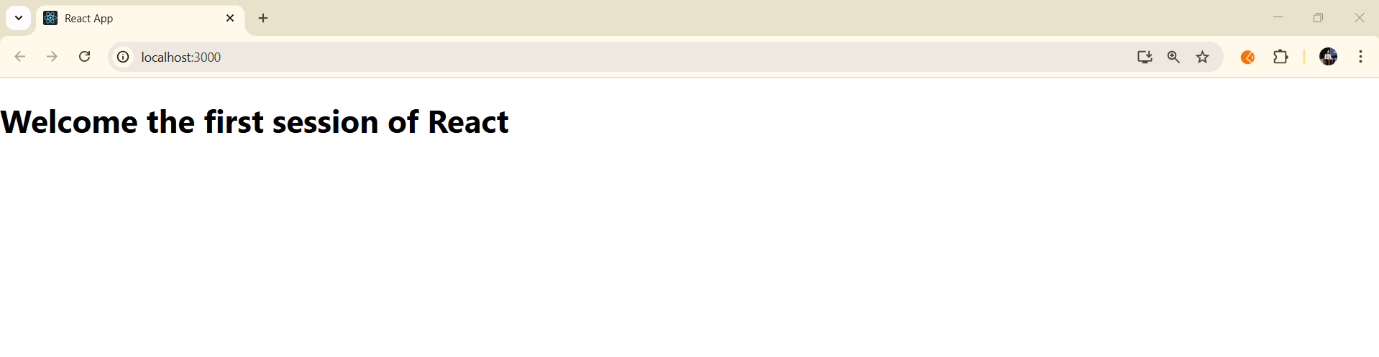 React App
localhost:3000
Welcome the first session of React